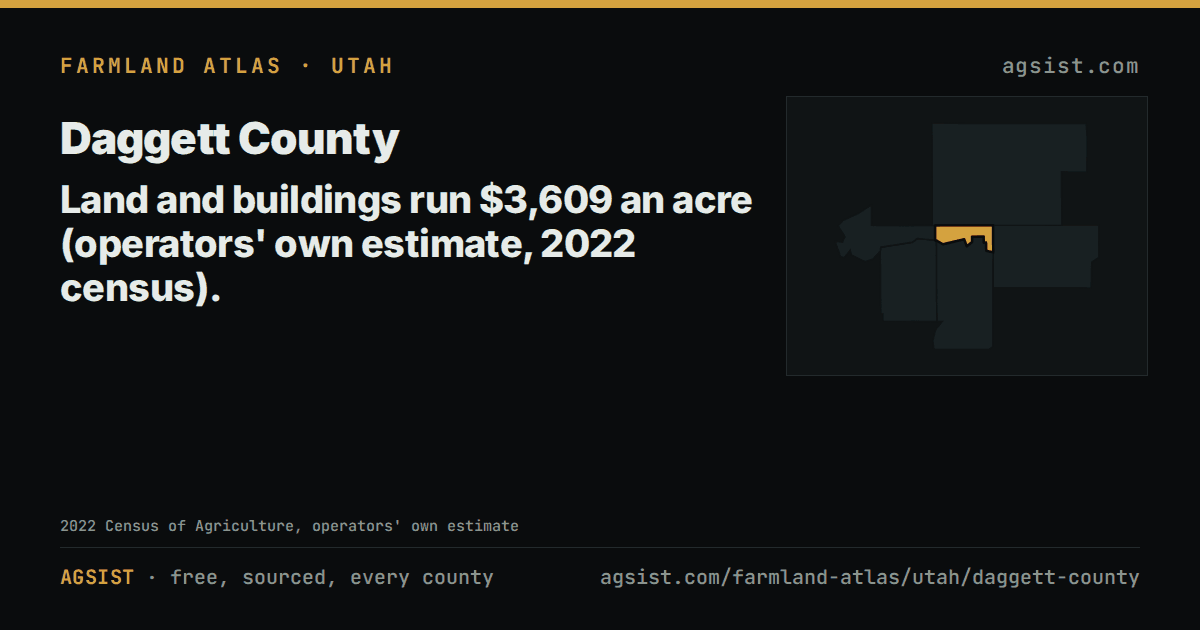 FARMLAND ATLAS · UTAH
agsist.com
Daggett County
Land and buildings run $3,609 an acre
(operators' own estimate, 2022
census).
2022 Census of Agriculture, operators' own estimate
AGSIST · free, sourced, every county
agsist.com/farmland-atlas/utah/daggett-county